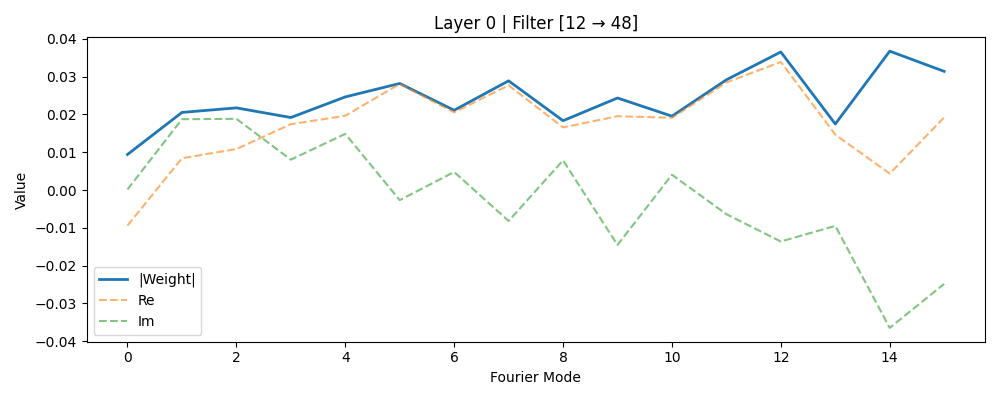 Layer 0 | Filter [12 → 48]
0.04
0.03
0.02
0.01
0.00
−0.01
−0.02
−0.03
−0.04
Value
|Weight|
Re
Im
0 2 4 6 8 10 12 14
Fourier Mode